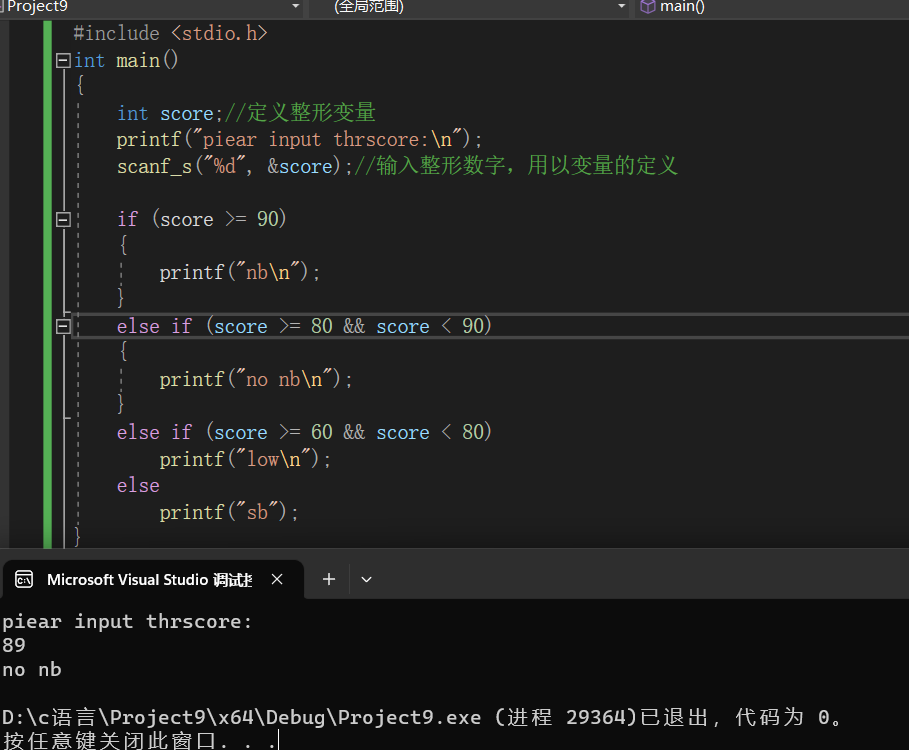 Project9 (全局范围) main()
#include <stdio.h>
int main()
{
int score;//定义整形变量
printf("piear input thrscore:\n");
scanf_s("%d", &score);//输入整形数字，用以变量的定义
if (score >= 90)
{
printf("nb\n");
}
else if (score >= 80 && score < 90)
{
printf("no nb\n");
}
else if (score >= 60 && score < 80)
printf("low\n");
else
printf("sb");
}
Microsoft Visual Studio 调试
piear input thrscore:
89
no nb
D:\c语言\Project9\x64\Debug\Project9.exe (进程 29364)已退出，代码为 0。
按任意键关闭此窗口. . .